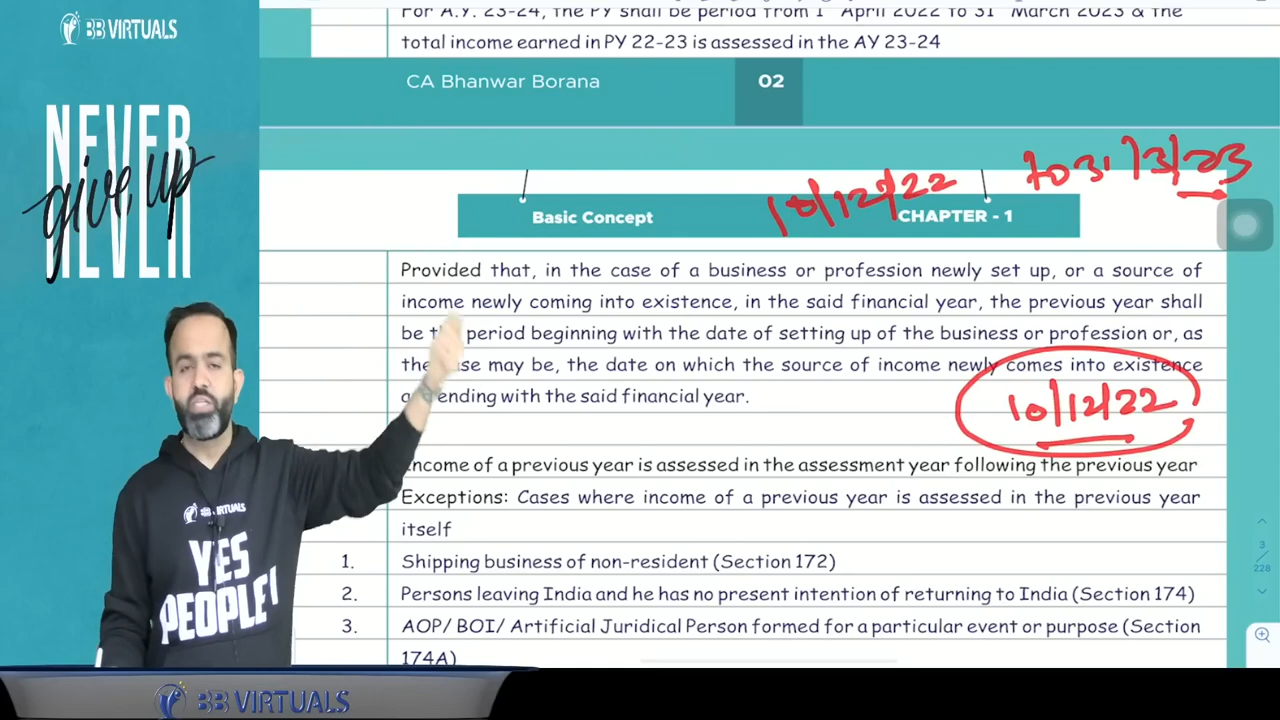 BB VIRTUALS
NEVER
give up
NEVER
For A.Y. 23-24, the PY shall be period from 1st April 2022 to 31st March 2023 & the
total income earned in PY 22-23 is assessed in the AY 23-24
CA Bhanwar Borana 02
10/12/22 to 31/3/23
Basic Concept CHAPTER - 1
Provided that, in the case of a business or profession newly set up, or a source of
income newly coming into existence, in the said financial year, the previous year shall
be the period beginning with the date of setting up of the business or profession or, as
the case may be, the date on which the source of income newly comes into existence
ending with the said financial year.
10/12/22
Income of a previous year is assessed in the assessment year following the previous year
Exceptions: Cases where income of a previous year is assessed in the previous year
itself
1. Shipping business of non-resident (Section 172)
2. Persons leaving India and he has no present intention of returning to India (Section 174)
3. AOP/ BOI/ Artificial Juridical Person formed for a particular event or purpose (Section
174A)
3
/
228
BB VIRTUALS
YES
PEOPLE!
BB VIRTUALS